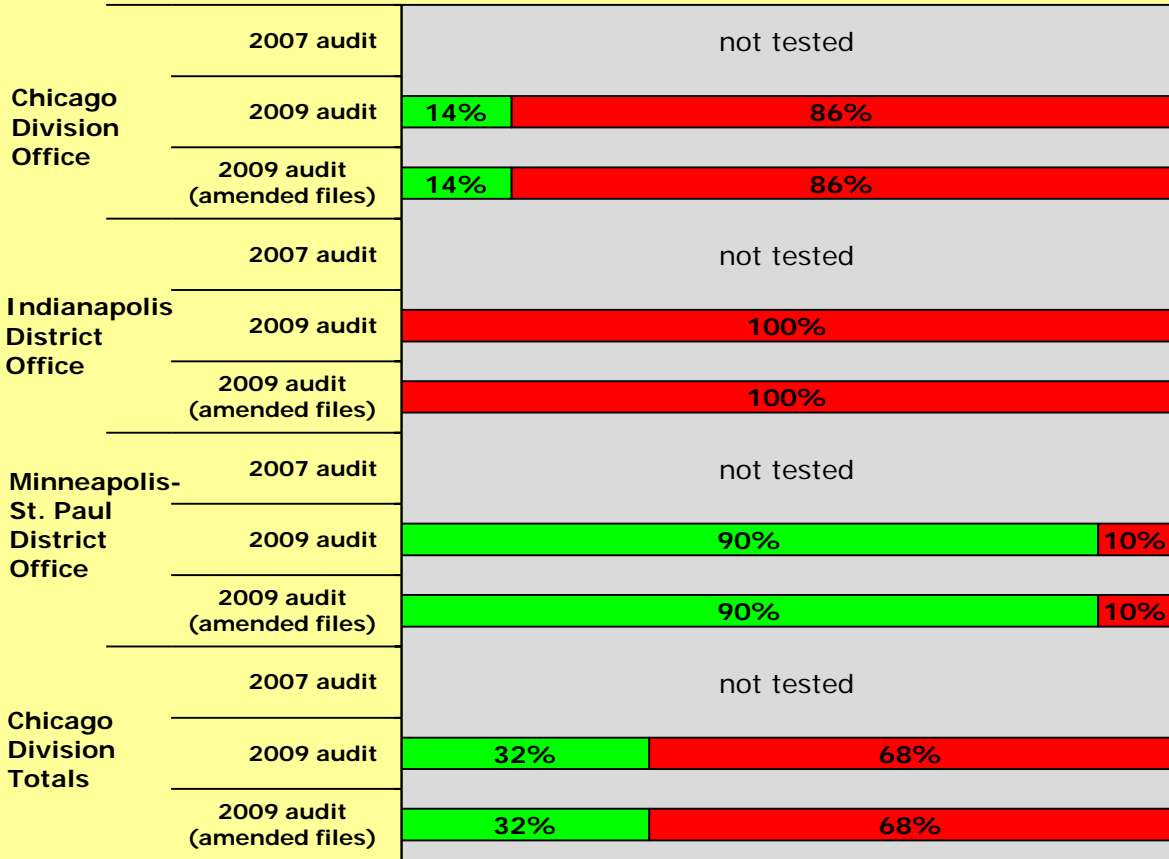 Chicago
Division
Office
2007 audit
not tested
2009 audit
14% 86%
2009 audit
(amended files)
14% 86%
Indianapolis
District
Office
2007 audit
not tested
2009 audit
100%
2009 audit
(amended files)
100%
Minneapolis-
St. Paul
District
Office
2007 audit
not tested
2009 audit
90% 10%
2009 audit
(amended files)
90% 10%
Chicago
Division
Totals
2007 audit
not tested
2009 audit
32% 68%
2009 audit
(amended files)
32% 68%